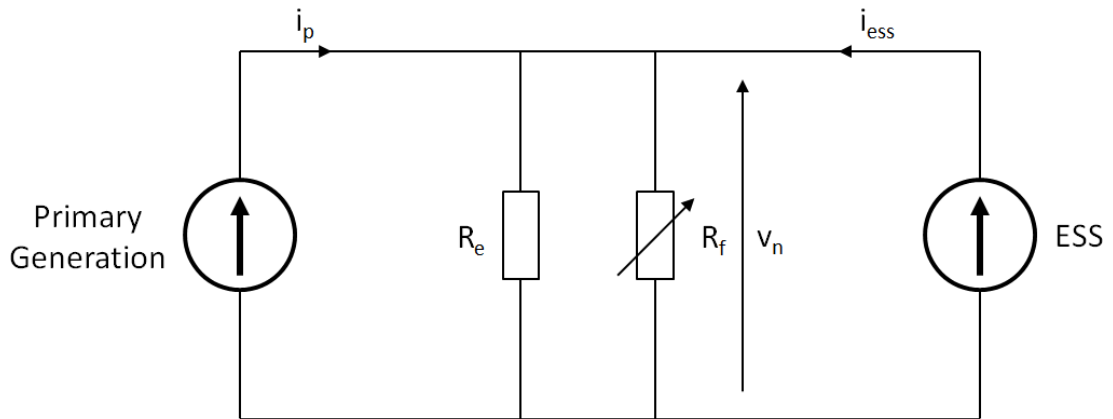 i_p
i_ess
Primary
Generation
R_e
R_f
v_n
ESS